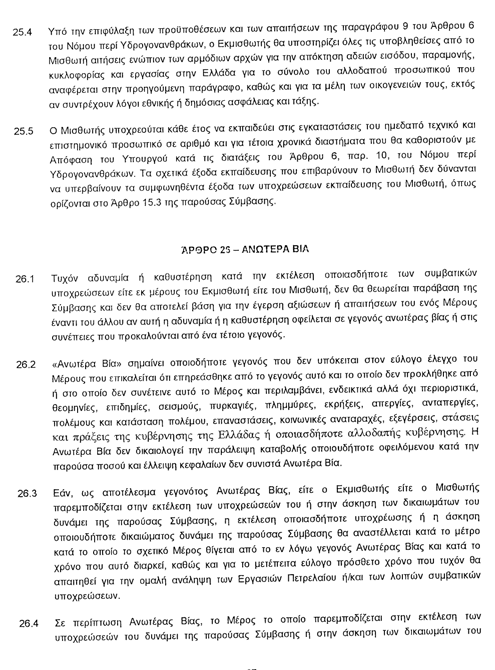 25.4 Υπό την επιφύλαξη των προϋποθέσεων και των απαιτήσεων της παραγράφου 9 του Άρθρου 6
του Νόμου περί Υδρογονανθράκων, ο Εκμισθωτής θα υποστηρίζει όλες τις υποβληθείσες από το
Μισθωτή αιτήσεις ενώπιον των αρμόδιων αρχών για την απόκτηση αδειών εισόδου, παραμονής,
κυκλοφορίας και εργασίας στην Ελλάδα για το σύνολο του αλλοδαπού προσωπικού που
αναφέρεται στην προηγούμενη παράγραφο, καθώς και για τα μέλη των οικογενειών τους, εκτός
αν συντρέχουν λόγοι εθνικής ή δημόσιας ασφάλειας και τάξης.
25.5 Ο Μισθωτής υποχρεούται κάθε έτος να εκπαιδεύει στις εγκαταστάσεις του ημεδαπό τεχνικό και
επιστημονικό προσωπικό σε αριθμό και για τέτοια χρονικά διαστήματα που θα καθοριστούν με
Απόφαση του Υπουργού κατά τις διατάξεις του Άρθρου 6, παρ. 10, του Νόμου περί
Υδρογονανθράκων. Τα σχετικά έξοδα εκπαίδευσης που επιβαρύνουν το Μισθωτή δεν δύνανται
να υπερβαίνουν τα συμφωνηθέντα έξοδα των υποχρεώσεων εκπαίδευσης του Μισθωτή, όπως
ορίζονται στο Άρθρο 15.3 της παρούσας Σύμβασης.
ΆΡΘΡΟ 26 – ΑΝΩΤΕΡΑ ΒΙΑ
26.1 Τυχόν αδυναμία ή καθυστέρηση κατά την εκτέλεση οποιασδήποτε των συμβατικών
υποχρεώσεων είτε εκ μέρους του Εκμισθωτή είτε του Μισθωτή, δεν θα θεωρείται παράβαση της
Σύμβασης και δεν θα αποτελεί βάση για την έγερση αξιώσεων ή απαιτήσεων του ενός Μέρους
έναντι του άλλου αν αυτή η αδυναμία ή η καθυστέρηση οφείλεται σε γεγονός ανωτέρας βίας ή στις
συνέπειες που προκαλούνται από ένα τέτοιο γεγονός.
26.2 «Ανωτέρα Βία» σημαίνει οποιοδήποτε γεγονός που δεν υπόκειται στον εύλογο έλεγχο του
Μέρους που επικαλείται ότι επηρεάσθηκε από το γεγονός αυτό και το οποίο δεν προκλήθηκε από
ή στο οποίο δεν συνέτεινε αυτό το Μέρος και περιλαμβάνει, ενδεικτικά αλλά όχι περιοριστικά,
θεομηνίες, επιδημίες, σεισμούς, πυρκαγιές, πλημμύρες, εκρήξεις, απεργίες, ανταπεργίες,
πολέμους και κατάσταση πολέμου, επαναστάσεις, κοινωνικές αναταραχές, εξεγέρσεις, στάσεις
και πράξεις της κυβέρνησης της Ελλάδας ή οποιασδήποτε αλλοδαπής κυβέρνησης. Η
Ανωτέρα Βία δεν δικαιολογεί την παράλειψη καταβολής οποιουδήποτε οφειλόμενου κατά την
παρούσα ποσού και έλλειψη κεφαλαίων δεν συνιστά Ανωτέρα Βία.
26.3 Εάν, ως αποτέλεσμα γεγονότος Ανωτέρας Βίας, είτε ο Εκμισθωτής είτε ο Μισθωτής
παρεμποδίζεται στην εκτέλεση των υποχρεώσεών του ή στην άσκηση των δικαιωμάτων του
δυνάμει της παρούσας Σύμβασης, η εκτέλεση οποιασδήποτε υποχρέωσης ή η άσκηση
οποιουδήποτε δικαιώματος δυνάμει της παρούσας Σύμβασης θα αναστέλλεται κατά το μέτρο
κατά το οποίο το σχετικό Μέρος θίγεται από το εν λόγω γεγονός Ανωτέρας Βίας και κατά το
χρόνο που αυτό διαρκεί, καθώς και για το μετέπειτα εύλογο πρόσθετο χρόνο που τυχόν θα
απαιτηθεί για την ομαλή ανάληψη των Εργασιών Πετρελαίου ή/και των λοιπών συμβατικών
υποχρεώσεων.
26.4 Σε περίπτωση Ανωτέρας Βίας, το Μέρος το οποίο παρεμποδίζεται στην εκτέλεση των
υποχρεώσεών του δυνάμει της παρούσας Σύμβασης ή στην άσκηση των δικαιωμάτων του